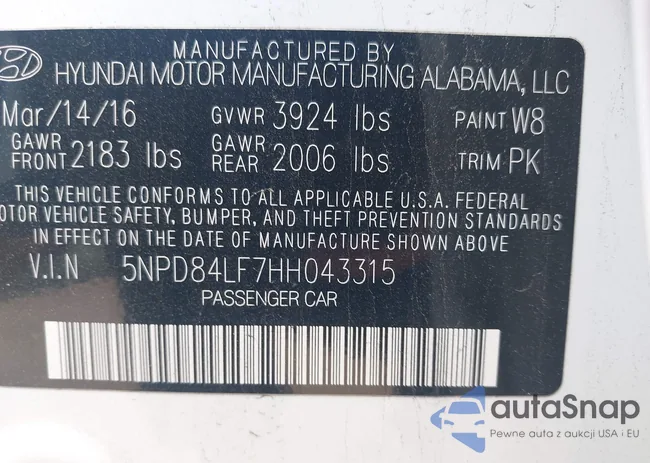 MANUFACTURED BY
HYUNDAI MOTOR MANUFACTURING ALABAMA, LLC
Mar/14/16 GVWR 3924 lbs PAINT W8
GAWR FRONT 2183 lbs GAWR REAR 2006 lbs TRIM PK
THIS VEHICLE CONFORMS TO ALL APPLICABLE U.S.A. FEDERAL
OTOR VEHICLE SAFETY, BUMPER, AND THEFT PREVENTION STANDARDS
IN EFFECT ON THE DATE OF MANUFACTURE SHOWN ABOVE
V.I.N 5NPD84LF7HH043315
PASSENGER CAR
autoSnap
Pewne auta z aukcji USA i EU